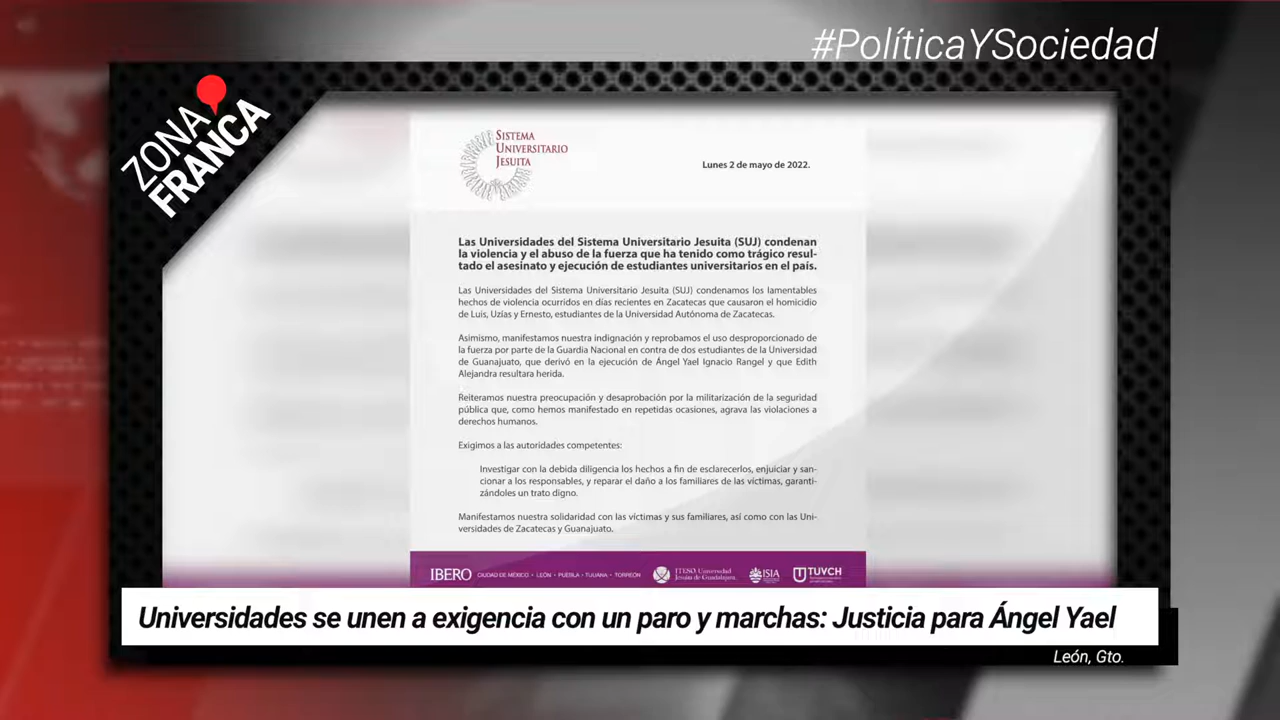 #PolíticaYSociedad
ZONA
FRANCA
SISTEMA
UNIVERSITARIO
JESUITA
Lunes 2 de mayo de 2022.
Las Universidades del Sistema Universitario Jesuita (SUJ) condenan
la violencia y el abuso de la fuerza que ha tenido como trágico resul-
tado el asesinato y ejecución de estudiantes universitarios en el país.
Las Universidades del Sistema Universitario Jesuita (SUJ) condenamos los lamentables
hechos de violencia ocurridos en días recientes en Zacatecas que causaron el homicidio
de Luis, Uzías y Ernesto, estudiantes de la Universidad Autónoma de Zacatecas.
Asimismo, manifestamos nuestra indignación y reprobamos el uso desproporcionado de
la fuerza por parte de la Guardia Nacional en contra de dos estudiantes de la Universidad
de Guanajuato, que derivó en la ejecución de Ángel Yael Ignacio Rangel y que Edith
Alejandra resultara herida.
Reiteramos nuestra preocupación y desaprobación por la militarización de la seguridad
pública que, como hemos manifestado en repetidas ocasiones, agrava las violaciones a
derechos humanos.
Exigimos a las autoridades competentes:
Investigar con la debida diligencia los hechos a fin de esclarecerlos, enjuiciar y san-
cionar a los responsables, y reparar el daño a los familiares de las víctimas, garanti-
zándoles un trato digno.
Manifestamos nuestra solidaridad con las víctimas y sus familiares, así como con las Uni-
versidades de Zacatecas y Guanajuato.
IBERO CIUDAD DE MÉXICO • LEÓN • PUEBLA • TIJUANA • TORREÓN
ITESO, Universidad
Jesuita de Guadalajara
ISIA
TUVCH
Universidades se unen a exigencia con un paro y marchas: Justicia para Ángel Yael
León, Gto.